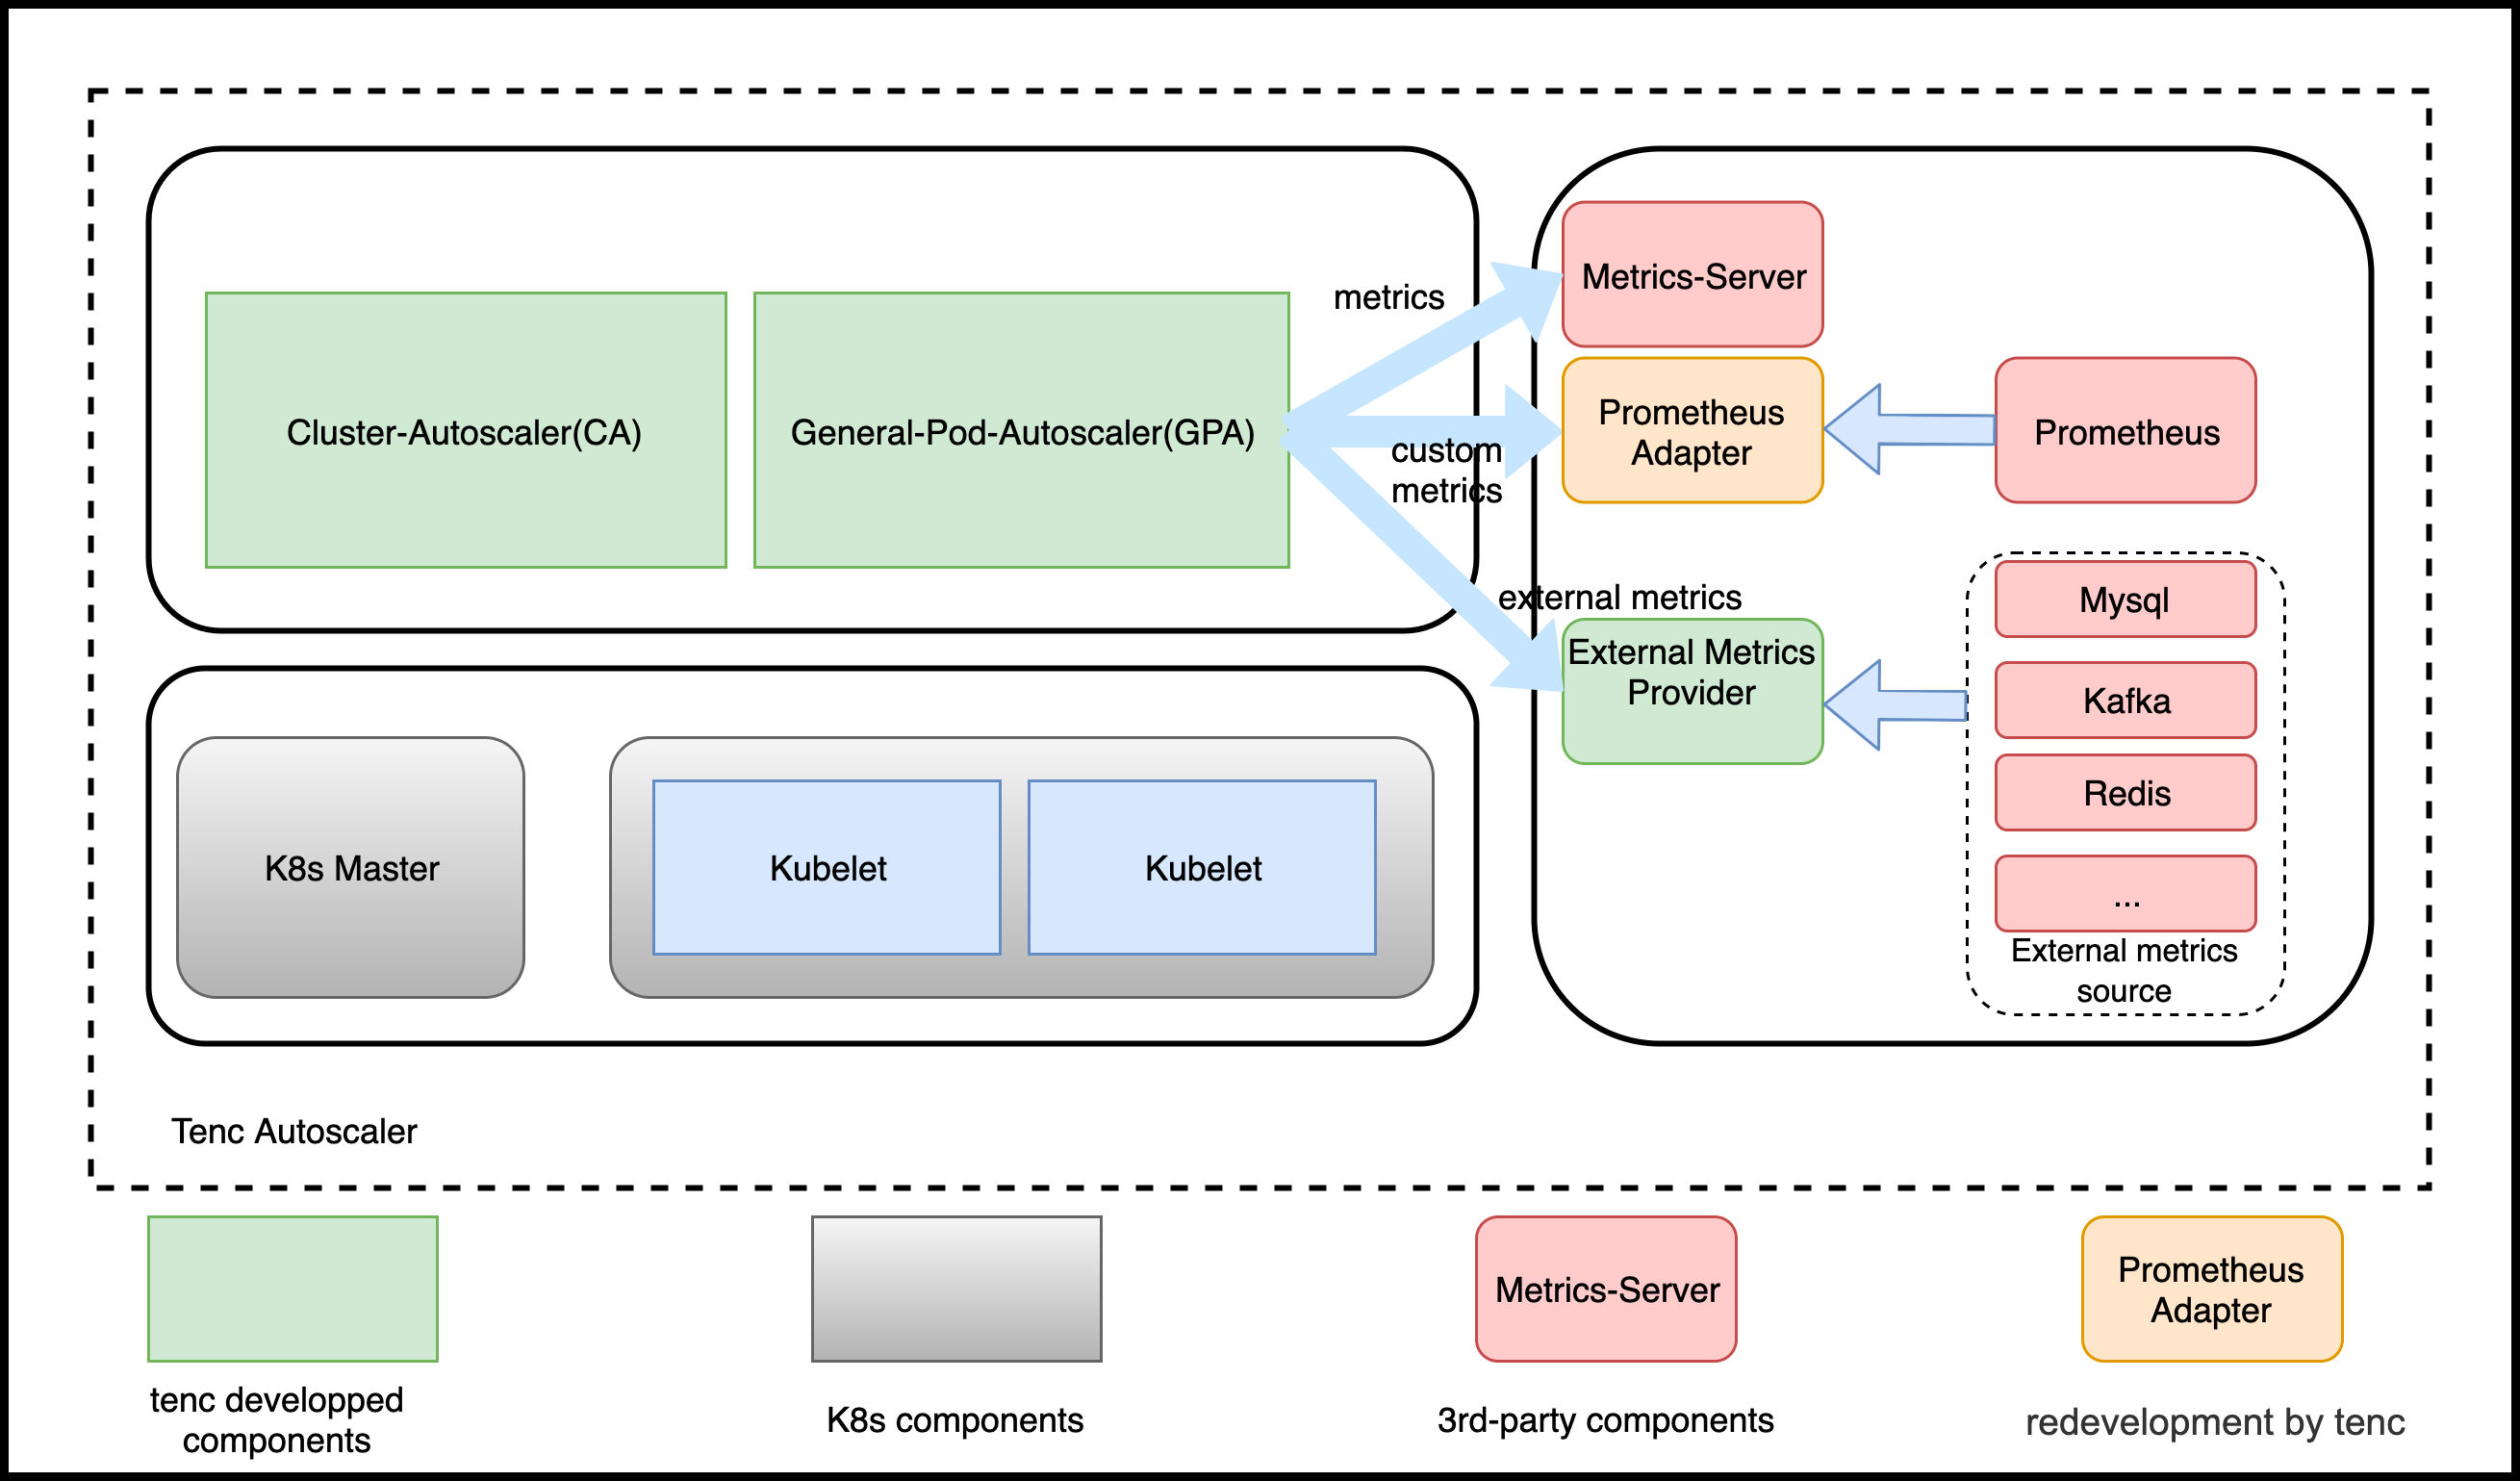 Metrics-Server
metrics
Cluster-Autoscaler(CA)
General-Pod-Autoscaler(GPA)
custom
metrics
Prometheus
Adapter
Prometheus
external metrics
External Metrics
Provider
Mysql
Kafka
Redis
...
External metrics
source
K8s Master
Kubelet
Kubelet
Tenc Autoscaler
tenc developped
components
K8s components
Metrics-Server
3rd-party components
Prometheus
Adapter
redevelopment by tenc